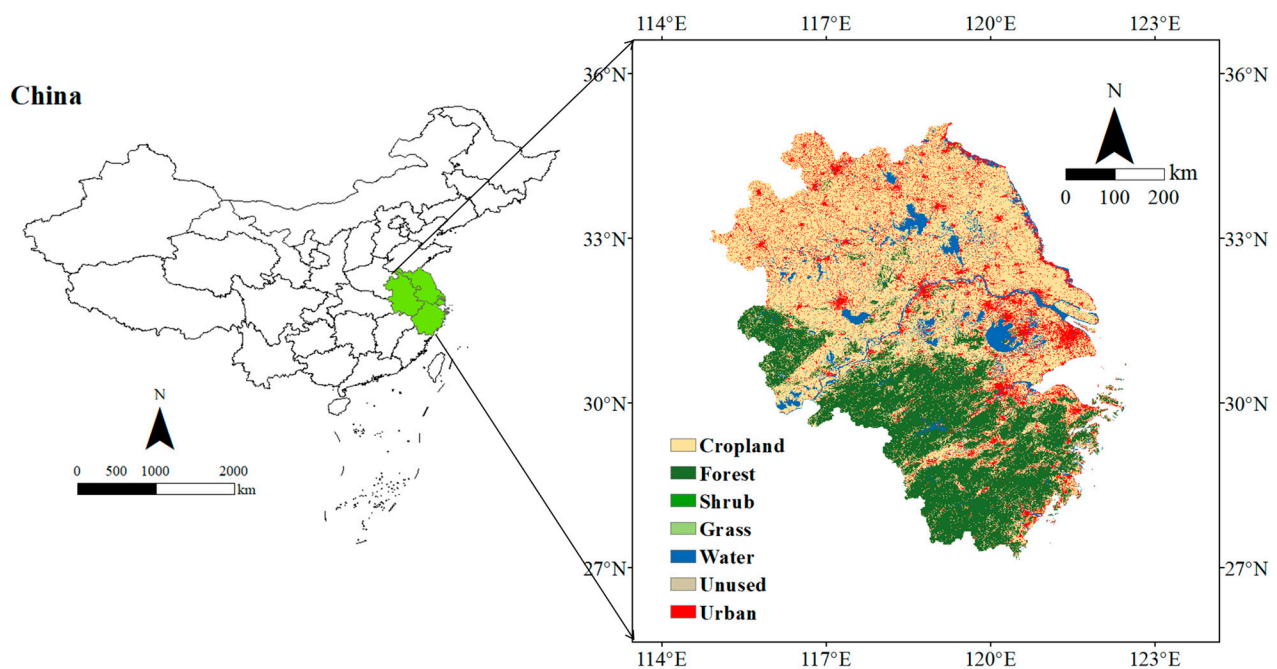 China
N
0 500 1000 2000
km
114°E 117°E 120°E 123°E
36°N 36°N
33°N 33°N
30°N 30°N
27°N 27°N
N
km
0 100 200
Cropland
Forest
Shrub
Grass
Water
Unused
Urban
114°E 117°E 120°E 123°E